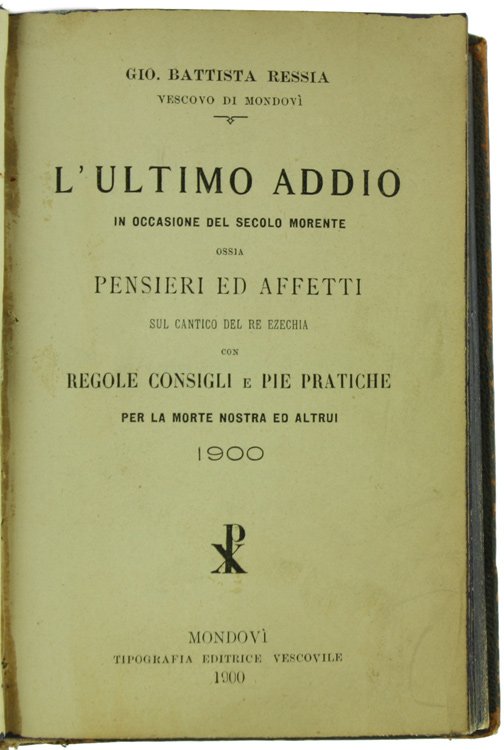 GIO. BATTISTA RESSIA
VESCOVO DI MONDOVÌ
L'ULTIMO ADDIO
IN OCCASIONE DEL SECOLO MORENTE
OSSIA
PENSIERI ED AFFETTI
SUL CANTICO DEL RE EZECHIA
CON
REGOLE CONSIGLI E PIE PRATICHE
PER LA MORTE NOSTRA ED ALTRUI
1900
MONDOVÌ
TIPOGRAFIA EDITRICE VESCOVILE
1900